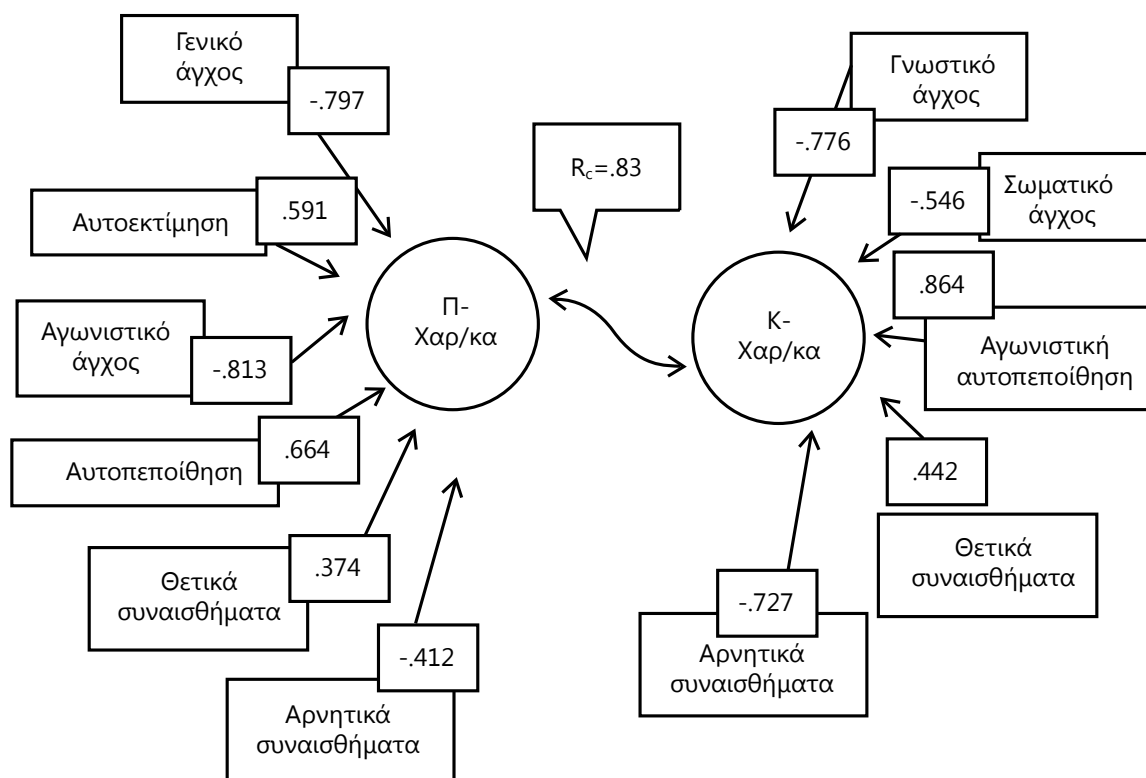 Γενικό
άγχος
-.797
Αυτοεκτίμηση
.591
Αγωνιστικό
άγχος
-.813
Αυτοπεποίθηση
.664
Θετικά
συναισθήματα
.374
Αρνητικά
συναισθήματα
-.412
Π-
Χαρ/κα
Rc=.83
Κ-
Χαρ/κα
Γνωστικό
άγχος
-.776
Σωματικό
άγχος
-.546
.864
Αγωνιστική
αυτοπεποίθηση
.442
Θετικά
συναισθήματα
-.727
Αρνητικά
συναισθήματα